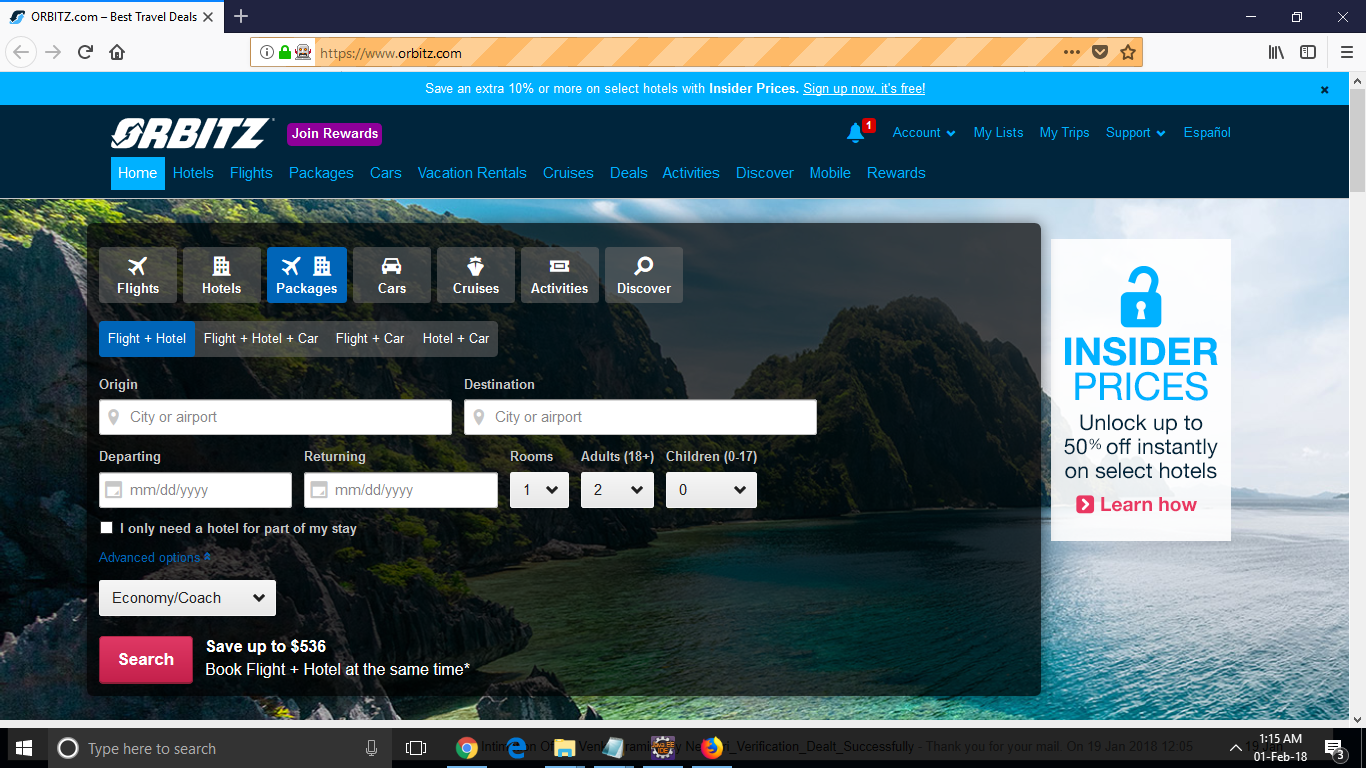 ORBITZ.com – Best Travel Deals
https://www.orbitz.com
Save an extra 10% or more on select hotels with Insider Prices. Sign up now, it's free!
ORBITZ Join Rewards
1 Account My Lists My Trips Support Español
Home Hotels Flights Packages Cars Vacation Rentals Cruises Deals Activities Discover Mobile Rewards
Flights Hotels Packages Cars Cruises Activities Discover
Flight + Hotel Flight + Hotel + Car Flight + Car Hotel + Car
Origin Destination
City or airport City or airport
Departing Returning Rooms Adults (18+) Children (0-17)
mm/dd/yyyy mm/dd/yyyy 1 2 0
I only need a hotel for part of my stay
Advanced options
Economy/Coach
Search
Save up to $536
Book Flight + Hotel at the same time*
INSIDER
PRICES
Unlock up to
50% off instantly
on select hotels
Learn how
Type here to search
Verification_Dealt_Successfully - Thank you for your mail. On 19 Jan 2018 12:05
19 Jan
1:15 AM
01-Feb-18
3